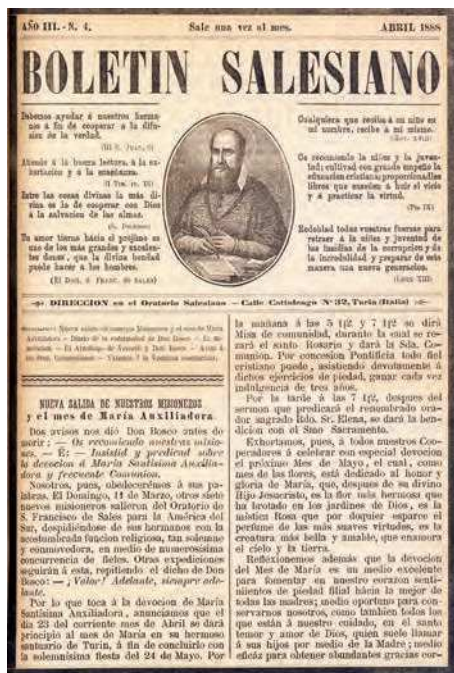 AÑO III. - N. 4.
Sale una vez al mes.
ABRIL 1888
BOLETIN SALESIANO
Debemos ayudar á nuestros herma-
nos á fin de cooperar a la difu-
sion de la verdad.
(III S. JUAN, 8)
Atiende á la buena lectura, à la ex-
hortacion y à la enseñanza.
(I TIM. IV. 13)
Entre las cosas divinas la más di-
vina es la de cooperar con Dios
á la salvacion de las almas.
(S. DIONISIO)
Un amor tierno hácia el prójimo es
uno de los más grandes y excelen-
tes dones, que la divina bondad
puede hacer à los hombres.
(El Doct. S. FRANC. de SALES)
Cualquiera que reciba á un niño en
mi nombre, recibe á mí mismo.
Os recomiendo la niñez y la juven-
tud; cultivad con grande empeño la
educacion cristiana; proporcionadles
libros que enseñen á huir el vicio
y á practicar la virtud.
(Pio IX)
Redoblad todas vuestras fuerzas para
retraer à la niñez y juventud de
las insidias de la corrupcion y de
la incredulidad y preparar de esta
manera una nueva generacion.
(LEON XIII)
DIRECCION en el Oratorio Salesiano — Calle Cottolengo N° 32, Turin (Italia)
NUEVA SALIDA DE NUESTROS MISIONEROS
y el mes de María Auxiliadora
Dos avisos nos dió Don Bosco antes de
morir: — Os recomiendo nuestras misio-
nes. — É: — Insistid y predicad sobre
la devocion á María Santísima Auxilia-
dora y frecuente Comunion.
Nosotros, pues, obedecerémos á sus pa-
labras. El Domingo, 11 de Marzo, otros siete
nuevos misioneros salieron del Oratorio de
S. Francisco de Sales para la América del
Sur, despidiéndose de sus hermanos con la
acostumbrada funcion religiosa, tan solemne
y conmovedora, en medio de numerosísima
concurrencia de fieles. Otras expediciones
seguirán á esta, repitiendo el dicho de Don
Bosco: — ¡Valor! Adelante, siempre ade-
lante.
Por lo que toca á la devocion de María
Santísima Auxiliadora, anunciamos que el
dia 23 del corriente mes de Abril se dará
principio al mes de María en su hermoso
santuario de Turin, á fin de concluirlo con
la solemnísima fiesta del 24 de Mayo. Por
la mañana á las 5 1|2 y 7 1|2 se dirá
Misa de comunidad, durante la cual se re-
zará el santo Rosario y dará la Sda. Co-
munion. Por concesion Pontificia todo fiel
cristiano puede, asistiendo devotamente á
dichos ejercicios de piedad, ganar cada vez
indulgencia de tres años.
Por la tarde á las 7 1|2, despues del
sermon que predicará el renombrado ora-
dor sagrado Rdo. Sr. Elena, se dará la ben-
dicion con el Smo Sacramento.
Exhortamos, pues, à todos nuestros Coo-
peradores à celebrar con especial devocion
el próximo Mes de Mayo, el cual, como
mes de las flores, está dedicado al honor y
gloria de María, que, despues de su divino
Hijo Jesucristo, es la flor más hermosa que
ha brotado en los jardines de Dios, es la
mística Rosa que por doquier esparce el
perfume de las más suaves virtudes, es la
creatura más bella y amable, que enamora
el cielo y la tierra.
Reflexionemos además que la devocion
del Mes de María es un medio excelente
para fomentar en nuestro corazon senti-
mientos de piedad filial hácia la mejor de
todas las madres; medio oportuno para con-
servarnos nosotros, como tambien todos los
que están á nuestro cuidado, en el santo
temor y amor de Dios, quién suele llamar
á sus hijos por medio de la Madre; medio
eficáz para obtener abundantes gracias cor-